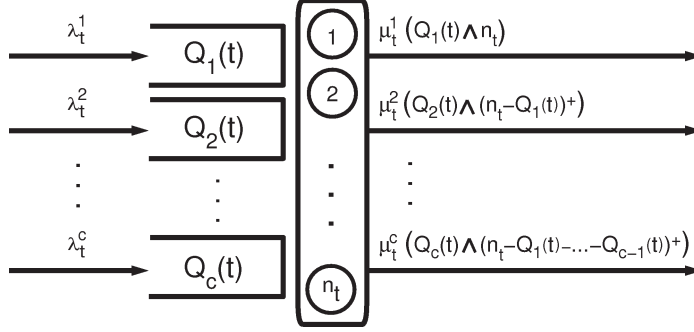 λ_t^1 Q_1(t) 1 μ_t^1 (Q_1(t)∧n_t)
λ_t^2 Q_2(t) 2 μ_t^2 (Q_2(t)∧(n_t–Q_1(t))^+)
λ_t^c Q_c(t) n_t μ_t^c (Q_c(t)∧(n_t–Q_1(t)–...–Q_{c–1}(t))^+)